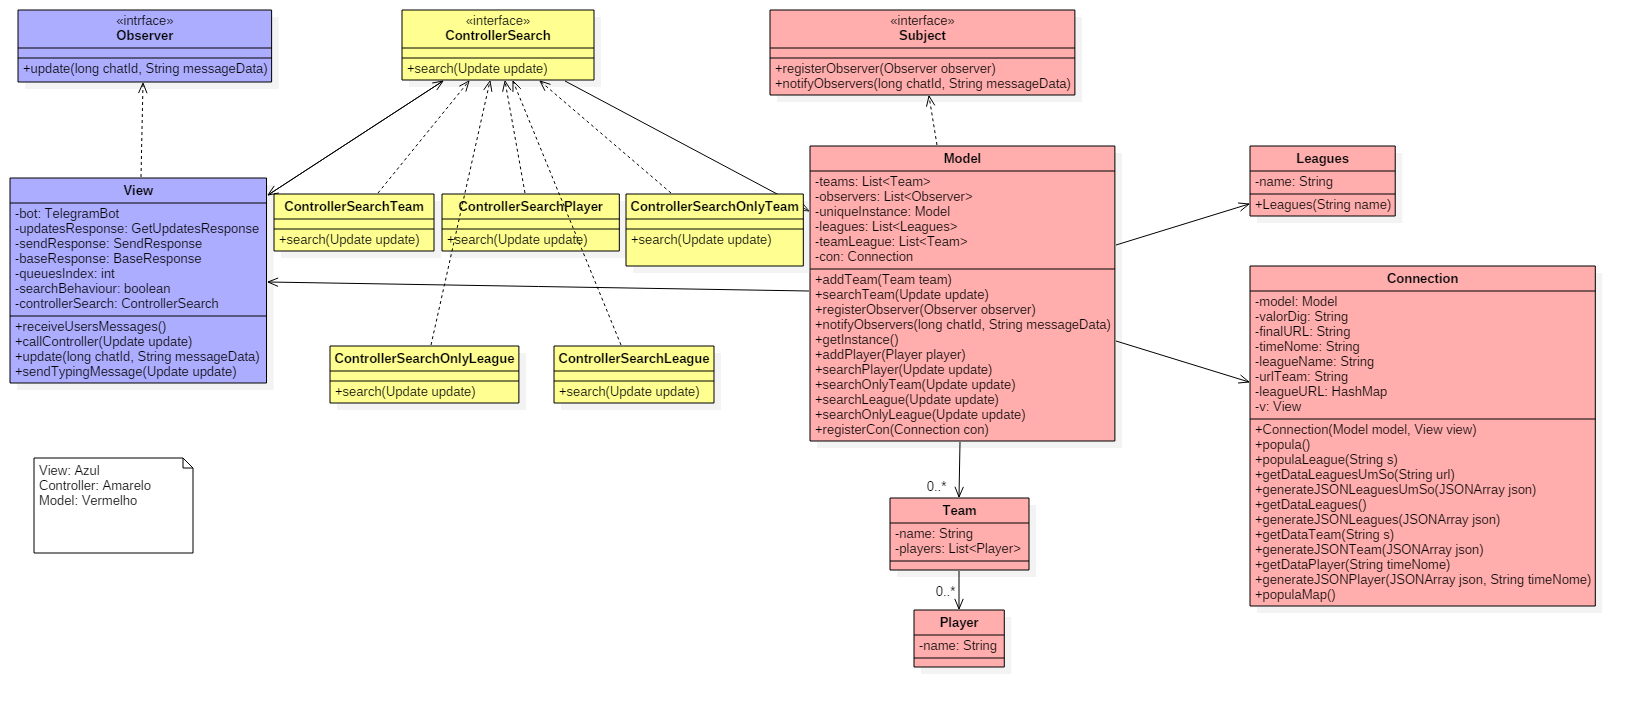 «intrface»
Observer
+update(long chatId, String messageData)
«interface»
ControllerSearch
+search(Update update)
«interface»
Subject
+registerObserver(Observer observer)
+notifyObservers(long chatId, String messageData)
View
-bot: TelegramBot
-updatesResponse: GetUpdatesResponse
-sendResponse: SendResponse
-baseResponse: BaseResponse
-queuesIndex: int
-searchBehaviour: boolean
-controllerSearch: ControllerSearch
+receiveUsersMessages()
+callController(Update update)
+update(long chatId, String messageData)
+sendTypingMessage(Update update)
ControllerSearchTeam
+search(Update update)
ControllerSearchPlayer
+search(Update update)
ControllerSearchOnlyTeam
+search(Update update)
ControllerSearchOnlyLeague
+search(Update update)
ControllerSearchLeague
+search(Update update)
Model
-teams: List<Team>
-observers: List<Observer>
-uniqueInstance: Model
-leagues: List<Leagues>
-teamLeague: List<Team>
-con: Connection
+addTeam(Team team)
+searchTeam(Update update)
+registerObserver(Observer observer)
+notifyObservers(long chatId, String messageData)
+getInstance()
+addPlayer(Player player)
+searchPlayer(Update update)
+searchOnlyTeam(Update update)
+searchLeague(Update update)
+searchOnlyLeague(Update update)
+registerCon(Connection con)
Leagues
-name: String
+Leagues(String name)
Connection
-model: Model
-valorDig: String
-finalURL: String
-timeNome: String
-leagueName: String
-urlTeam: String
-leagueURL: HashMap
-v: View
+Connection(Model model, View view)
+popula()
+populaLeague(String s)
+getDataLeaguesUmSo(String url)
+generateJSONLeaguesUmSo(JSONArray json)
+getDataLeagues()
+generateJSONLeagues(JSONArray json)
+getDataTeam(String s)
+generateJSONTeam(JSONArray json)
+getDataPlayer(String timeNome)
+generateJSONPlayer(JSONArray json, String timeNome)
+populaMap()
0..*
Team
-name: String
-players: List<Player>
0..*
Player
-name: String
View: Azul
Controller: Amarelo
Model: Vermelho